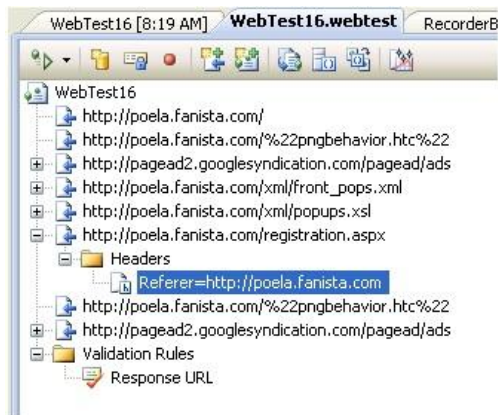 WebTest16 [8:19 AM] WebTest16.webtest RecorderB
WebTest16
http://poela.fanista.com/
http://poela.fanista.com/%22pngbehavior.htc%22
http://pagead2.googlesyndication.com/pagead/ads
http://poela.fanista.com/xml/front_pops.xml
http://poela.fanista.com/xml/popups.xsl
http://poela.fanista.com/registration.aspx
Headers
Referer=http://poela.fanista.com
http://poela.fanista.com/%22pngbehavior.htc%22
http://pagead2.googlesyndication.com/pagead/ads
Validation Rules
Response URL